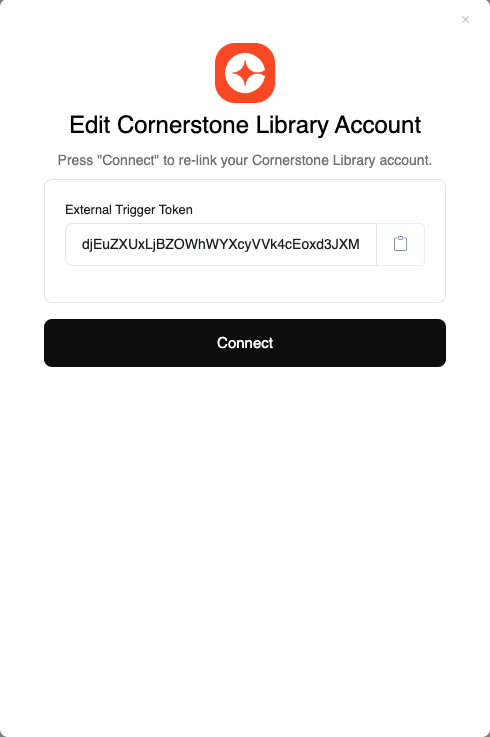 ×
Edit Cornerstone Library Account
Press "Connect" to re-link your Cornerstone Library account.
External Trigger Token
djEuZXUxLjBZOWhWYXcyVVk4cEoxd3JXM
Connect